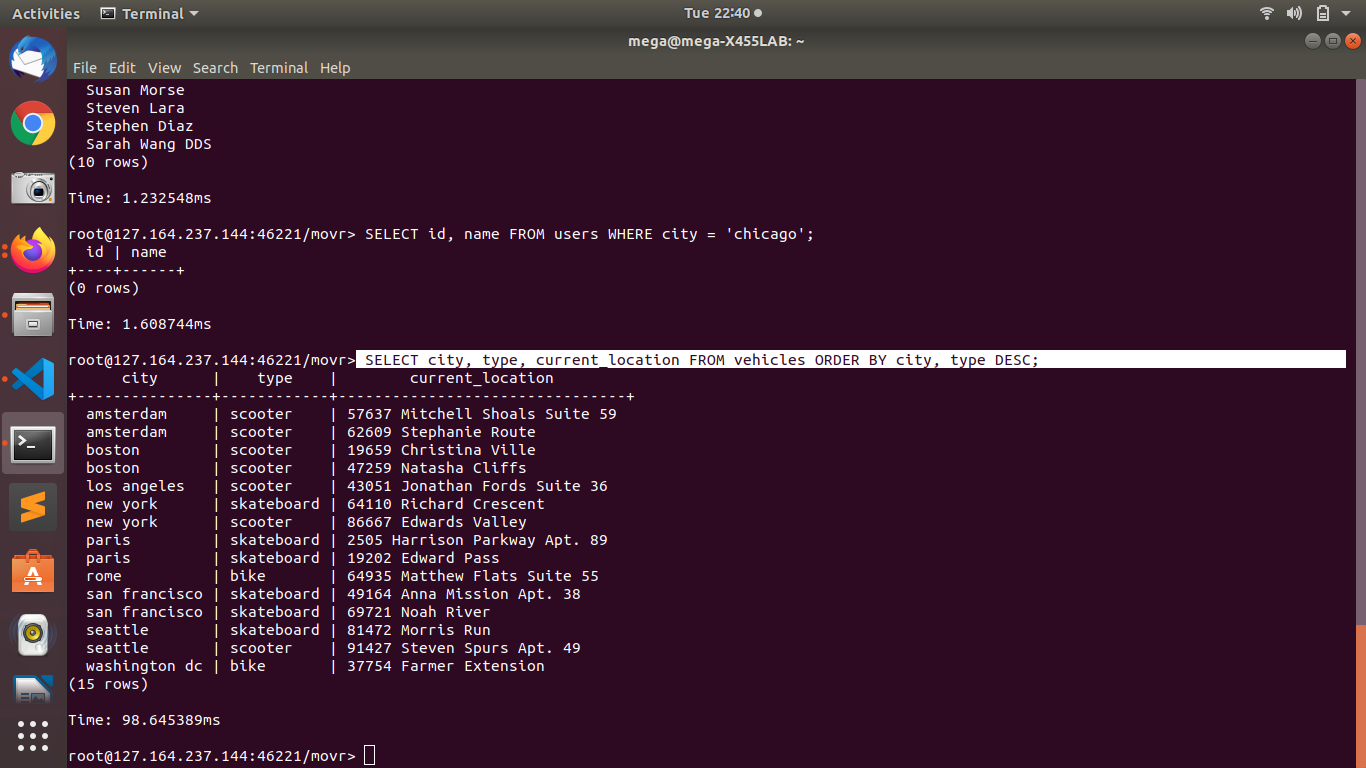 Activities Terminal Tue 22:40
mega@mega-X455LAB: ~
File Edit View Search Terminal Help
  Susan Morse
  Steven Lara
  Stephen Diaz
  Sarah Wang DDS
(10 rows)
Time: 1.232548ms
root@127.164.237.144:46221/movr> SELECT id, name FROM users WHERE city = 'chicago';
  id | name
+----+------+
(0 rows)
Time: 1.608744ms
root@127.164.237.144:46221/movr> SELECT city, type, current_location FROM vehicles ORDER BY city, type DESC;
      city      |    type    |        current_location
+---------------+------------+--------------------------------+
  amsterdam     | scooter    | 57637 Mitchell Shoals Suite 59
  amsterdam     | scooter    | 62609 Stephanie Route
  boston        | scooter    | 19659 Christina Ville
  boston        | scooter    | 47259 Natasha Cliffs
  los angeles   | scooter    | 43051 Jonathan Fords Suite 36
  new york      | skateboard | 64110 Richard Crescent
  new york      | scooter    | 86667 Edwards Valley
  paris         | skateboard | 2505 Harrison Parkway Apt. 89
  paris         | skateboard | 19202 Edward Pass
  rome          | bike       | 64935 Matthew Flats Suite 55
  san francisco | skateboard | 49164 Anna Mission Apt. 38
  san francisco | skateboard | 69721 Noah River
  seattle       | skateboard | 81472 Morris Run
  seattle       | scooter    | 91427 Steven Spurs Apt. 49
  washington dc | bike       | 37754 Farmer Extension
(15 rows)
Time: 98.645389ms
root@127.164.237.144:46221/movr>